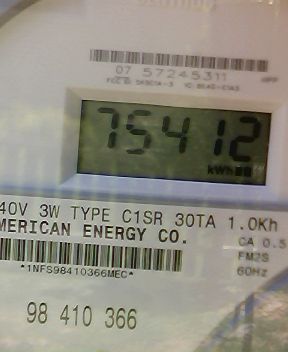 07 57245311
75412
kWh
40V 3W TYPE C1SR 30TA 1.0Kh
MERICAN ENERGY CO.
CA 0.5
FM2S
60Hz
*1NFS98410366MEC*
98 410 366